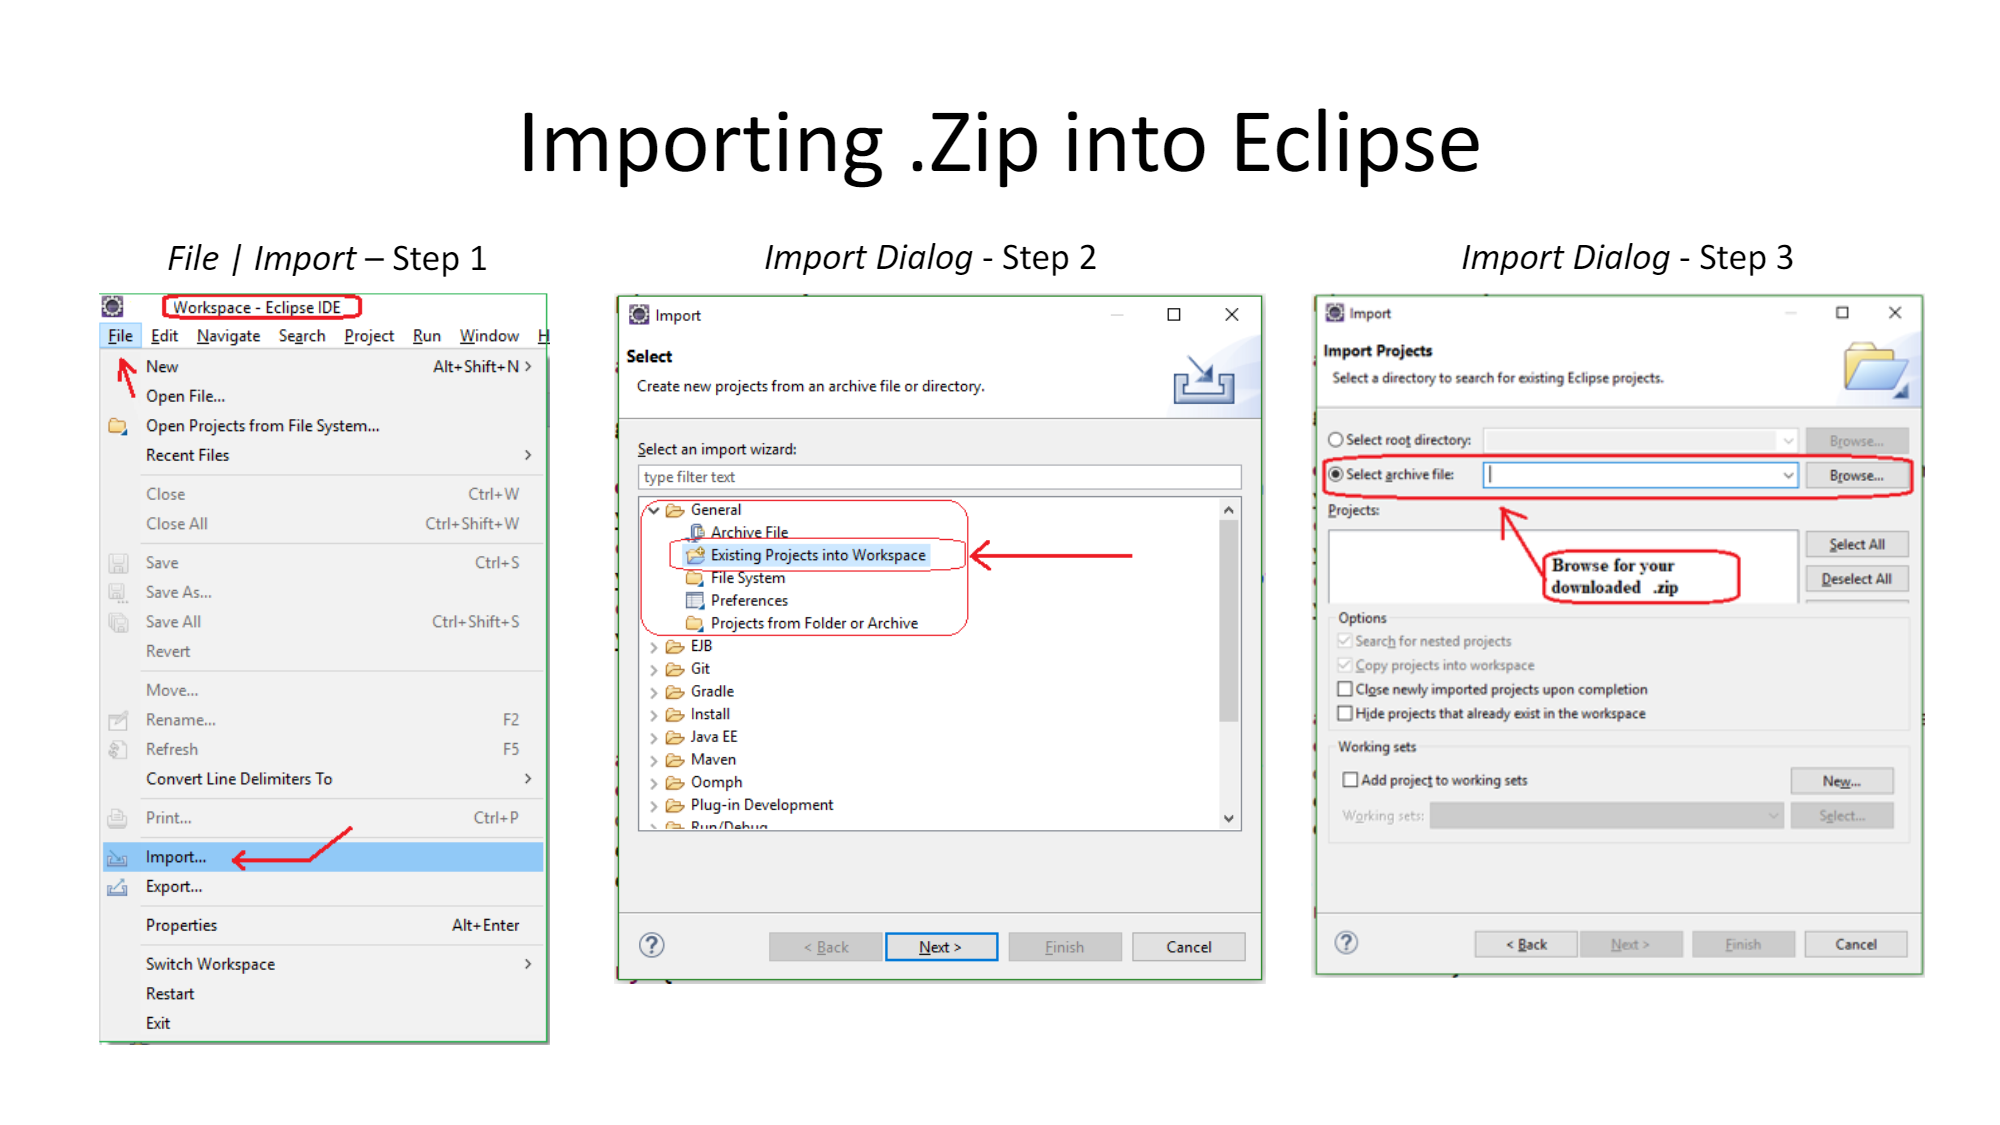 Importing .Zip into Eclipse
File | Import – Step 1
Workspace - Eclipse IDE
File Edit Navigate Search Project Run Window H
New Alt+Shift+N >
Open File...
Open Projects from File System...
Recent Files >
Close Ctrl+W
Close All Ctrl+Shift+W
Save Ctrl+S
Save As...
Save All Ctrl+Shift+S
Revert
Move...
Rename... F2
Refresh F5
Convert Line Delimiters To >
Print... Ctrl+P
Import...
Export...
Properties Alt+Enter
Switch Workspace >
Restart
Exit
Import Dialog - Step 2
Import
Select
Create new projects from an archive file or directory.
Select an import wizard:
type filter text
General
Archive File
Existing Projects into Workspace
File System
Preferences
Projects from Folder or Archive
EJB
Git
Gradle
Install
Java EE
Maven
Oomph
Plug-in Development
Run/Debug
< Back Next > Finish Cancel
Import Dialog - Step 3
Import
Import Projects
Select a directory to search for existing Eclipse projects.
Select root directory: Browse...
Select archive file: Browse...
Projects:
Select All
Deselect All
Browse for your
downloaded .zip
Options
Search for nested projects
Copy projects into workspace
Close newly imported projects upon completion
Hide projects that already exist in the workspace
Working sets
Add project to working sets New...
Working sets: Select...
< Back Next > Finish Cancel